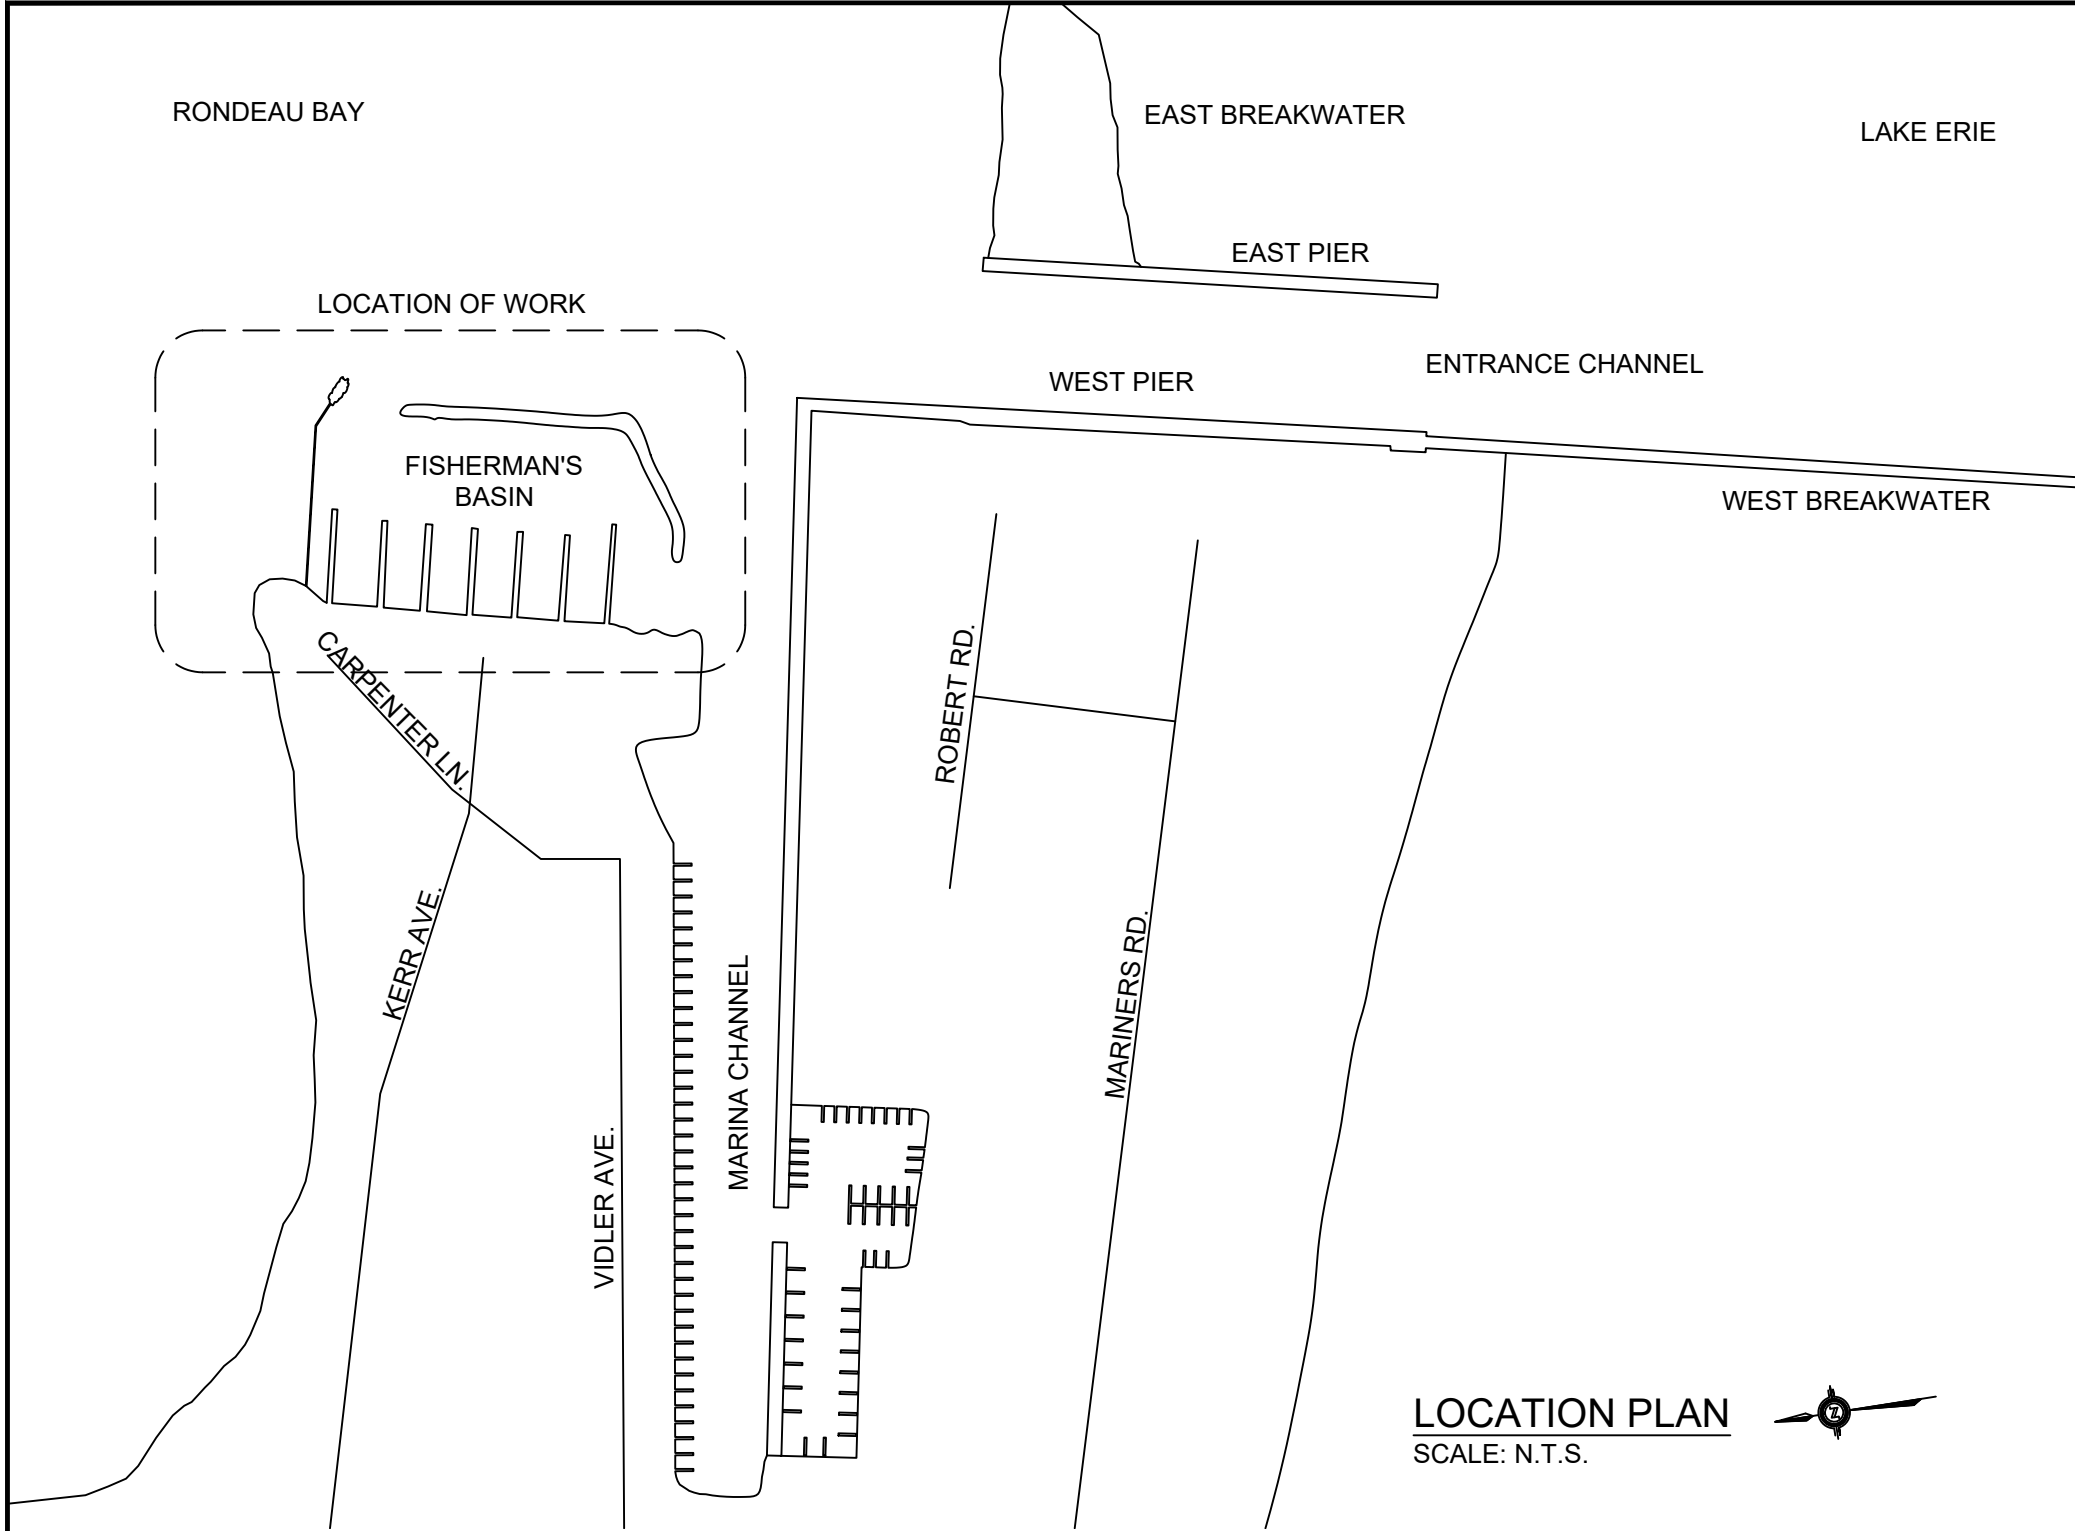 RONDEAU BAY
EAST BREAKWATER
LAKE ERIE
EAST PIER
LOCATION OF WORK
ENTRANCE CHANNEL
WEST PIER
FISHERMAN'S
BASIN
WEST BREAKWATER
CARPENTER LN.
ROBERT RD.
KERR AVE.
MARINERS RD.
MARINA CHANNEL
VIDLER AVE.
LOCATION PLAN
SCALE: N.T.S.
Z